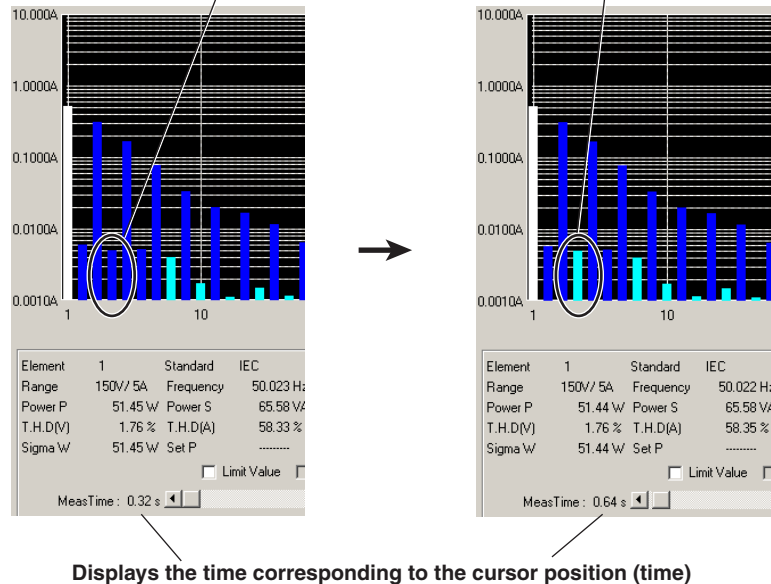 10.000A
1.0000A
0.1000A
0.0100A
0.0010A
1 10
Element 1 Standard IEC
Range 150V/ 5A Frequency 50.023 Hz
Power P 51.45 W Power S 65.58 VA
T.H.D(V) 1.76 % T.H.D(A) 58.33 %
Sigma W 51.45 W Set P --------
Limit Value
MeasTime : 0.32 s
10.000A
1.0000A
0.1000A
0.0100A
0.0010A
1 10
Element 1 Standard IEC
Range 150V/ 5A Frequency 50.022 Hz
Power P 51.44 W Power S 65.58 VA
T.H.D(V) 1.76 % T.H.D(A) 58.35 %
Sigma W 51.44 W Set P --------
Limit Value
MeasTime : 0.64 s
Displays the time corresponding to the cursor position (time)